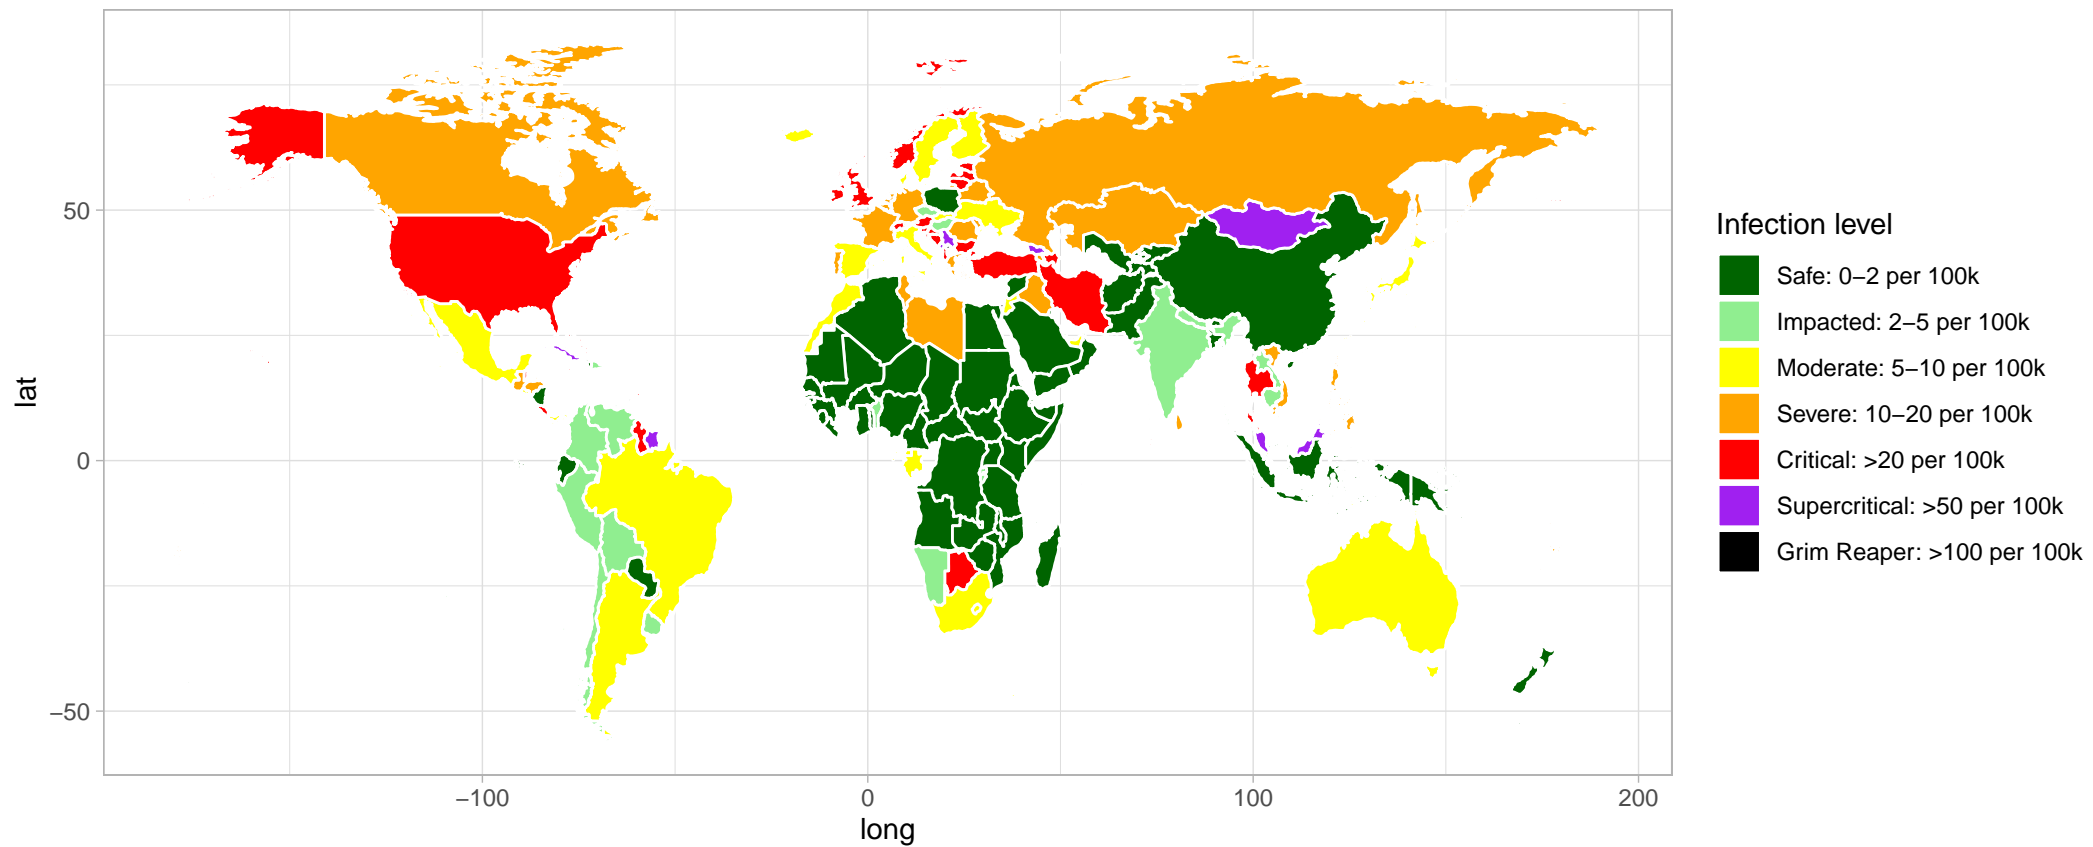 50
0
−50
lat
−100
0
100
200
long
Infection level
Safe: 0−2 per 100k
Impacted: 2−5 per 100k
Moderate: 5−10 per 100k
Severe: 10−20 per 100k
Critical: >20 per 100k
Supercritical: >50 per 100k
Grim Reaper: >100 per 100k